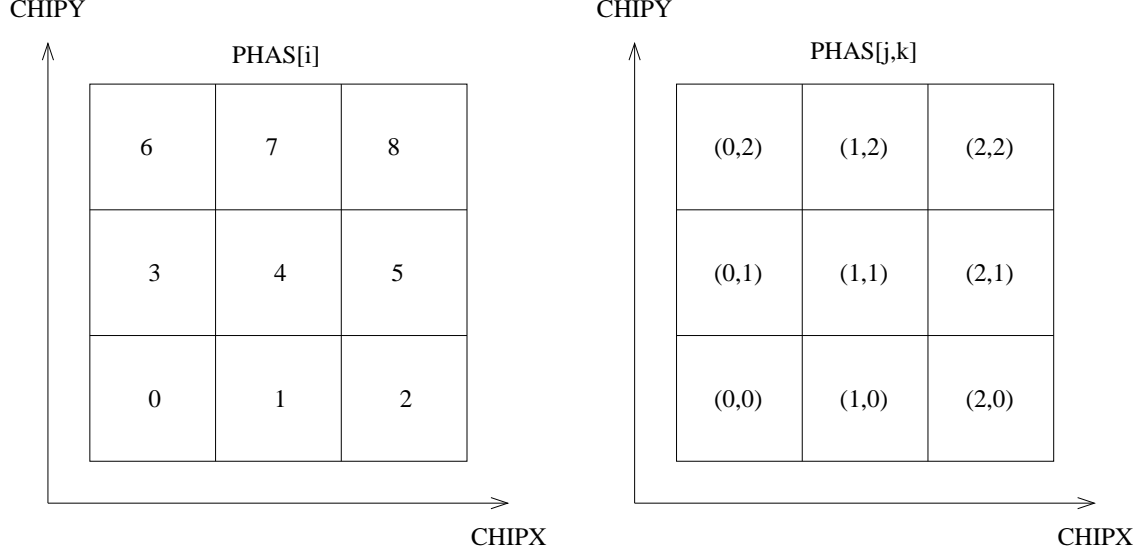 CHIPY
PHAS[i]
6 7 8
3 4 5
0 1 2
CHIPX
CHIPY
PHAS[j,k]
(0,2) (1,2) (2,2)
(0,1) (1,1) (2,1)
(0,0) (1,0) (2,0)
CHIPX